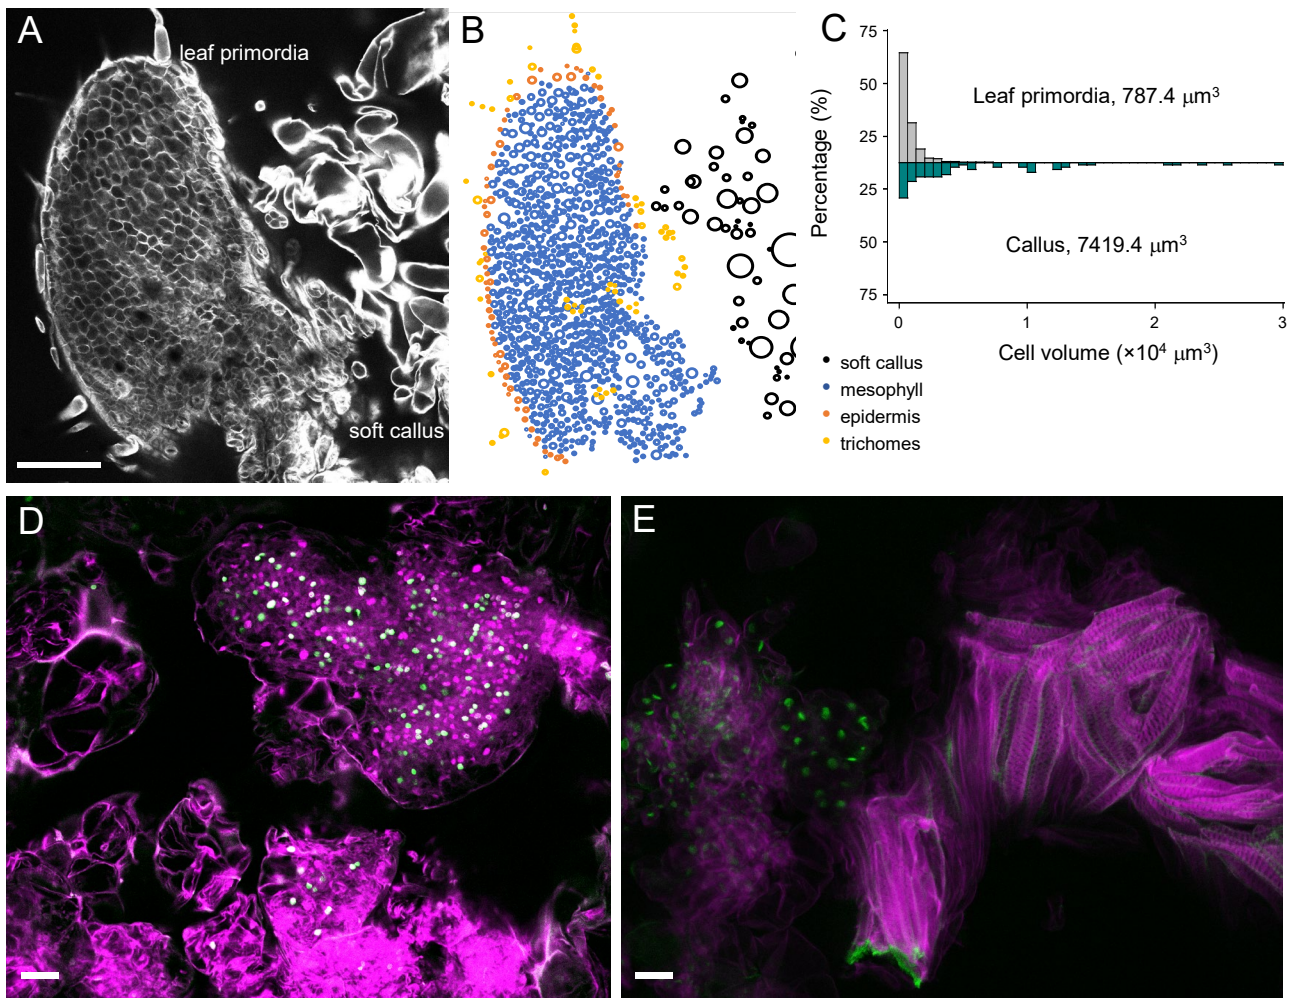 A
leaf primordia
soft callus
B
soft callus
mesophyll
epidermis
trichomes
C
Percentage (%)
75
50
25
25
50
75
Leaf primordia, 787.4 μm³
Callus, 7419.4 μm³
0
1
2
3
Cell volume (×10⁴ μm³)
D
E